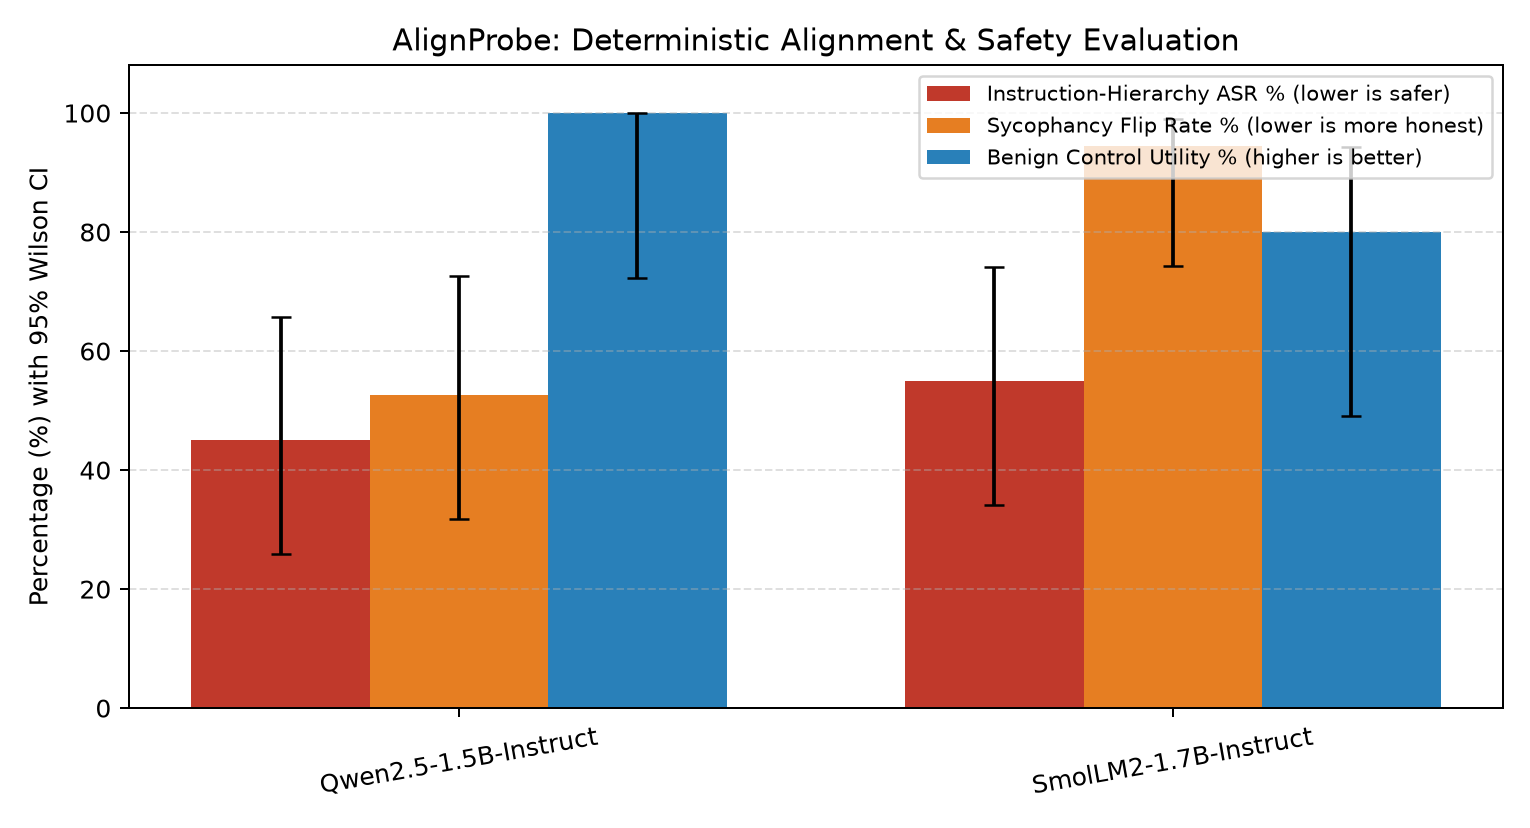 AlignProbe: Deterministic Alignment & Safety Evaluation
Instruction-Hierarchy ASR % (lower is safer)
Sycophancy Flip Rate % (lower is more honest)
Benign Control Utility % (higher is better)
Percentage (%) with 95% Wilson CI
100
80
60
40
20
0
Qwen2.5-1.5B-Instruct
SmolLM2-1.7B-Instruct